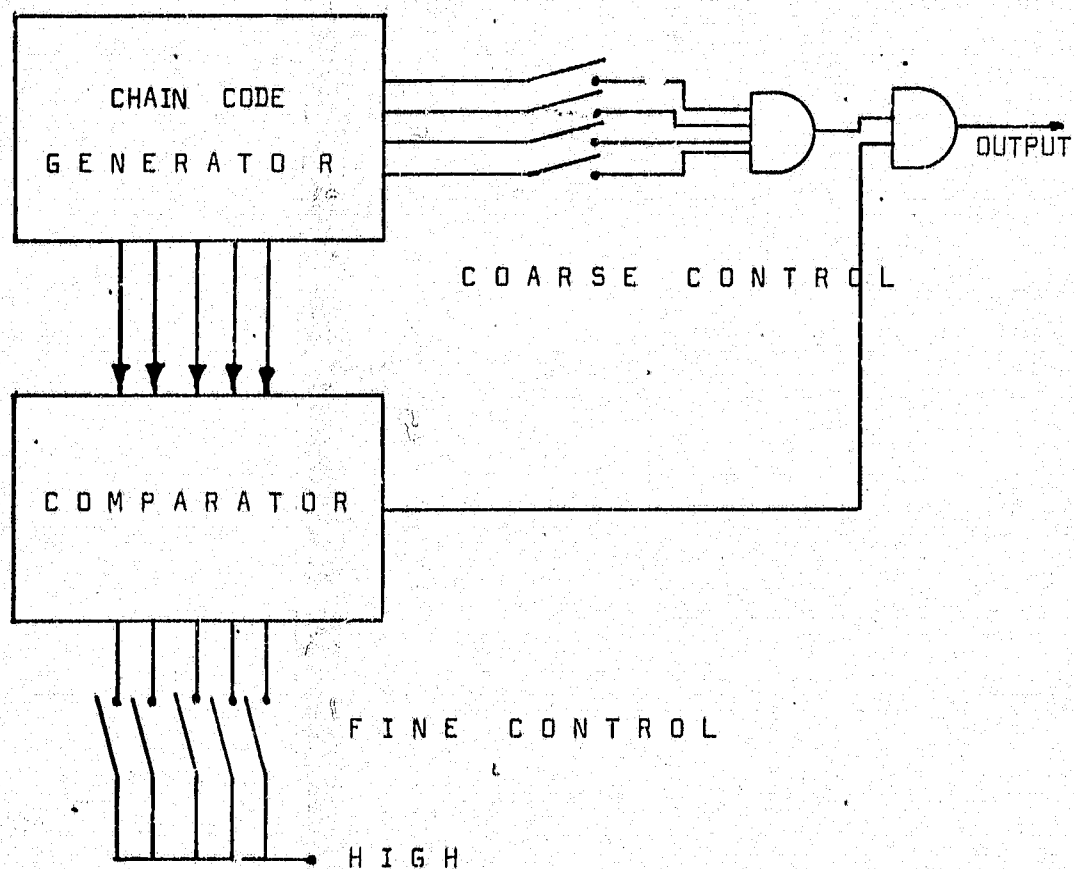 CHAIN CODE
GENERATOR
OUTPUT
COARSE CONTROL
COMPARATOR
FINE CONTROL
HIGH